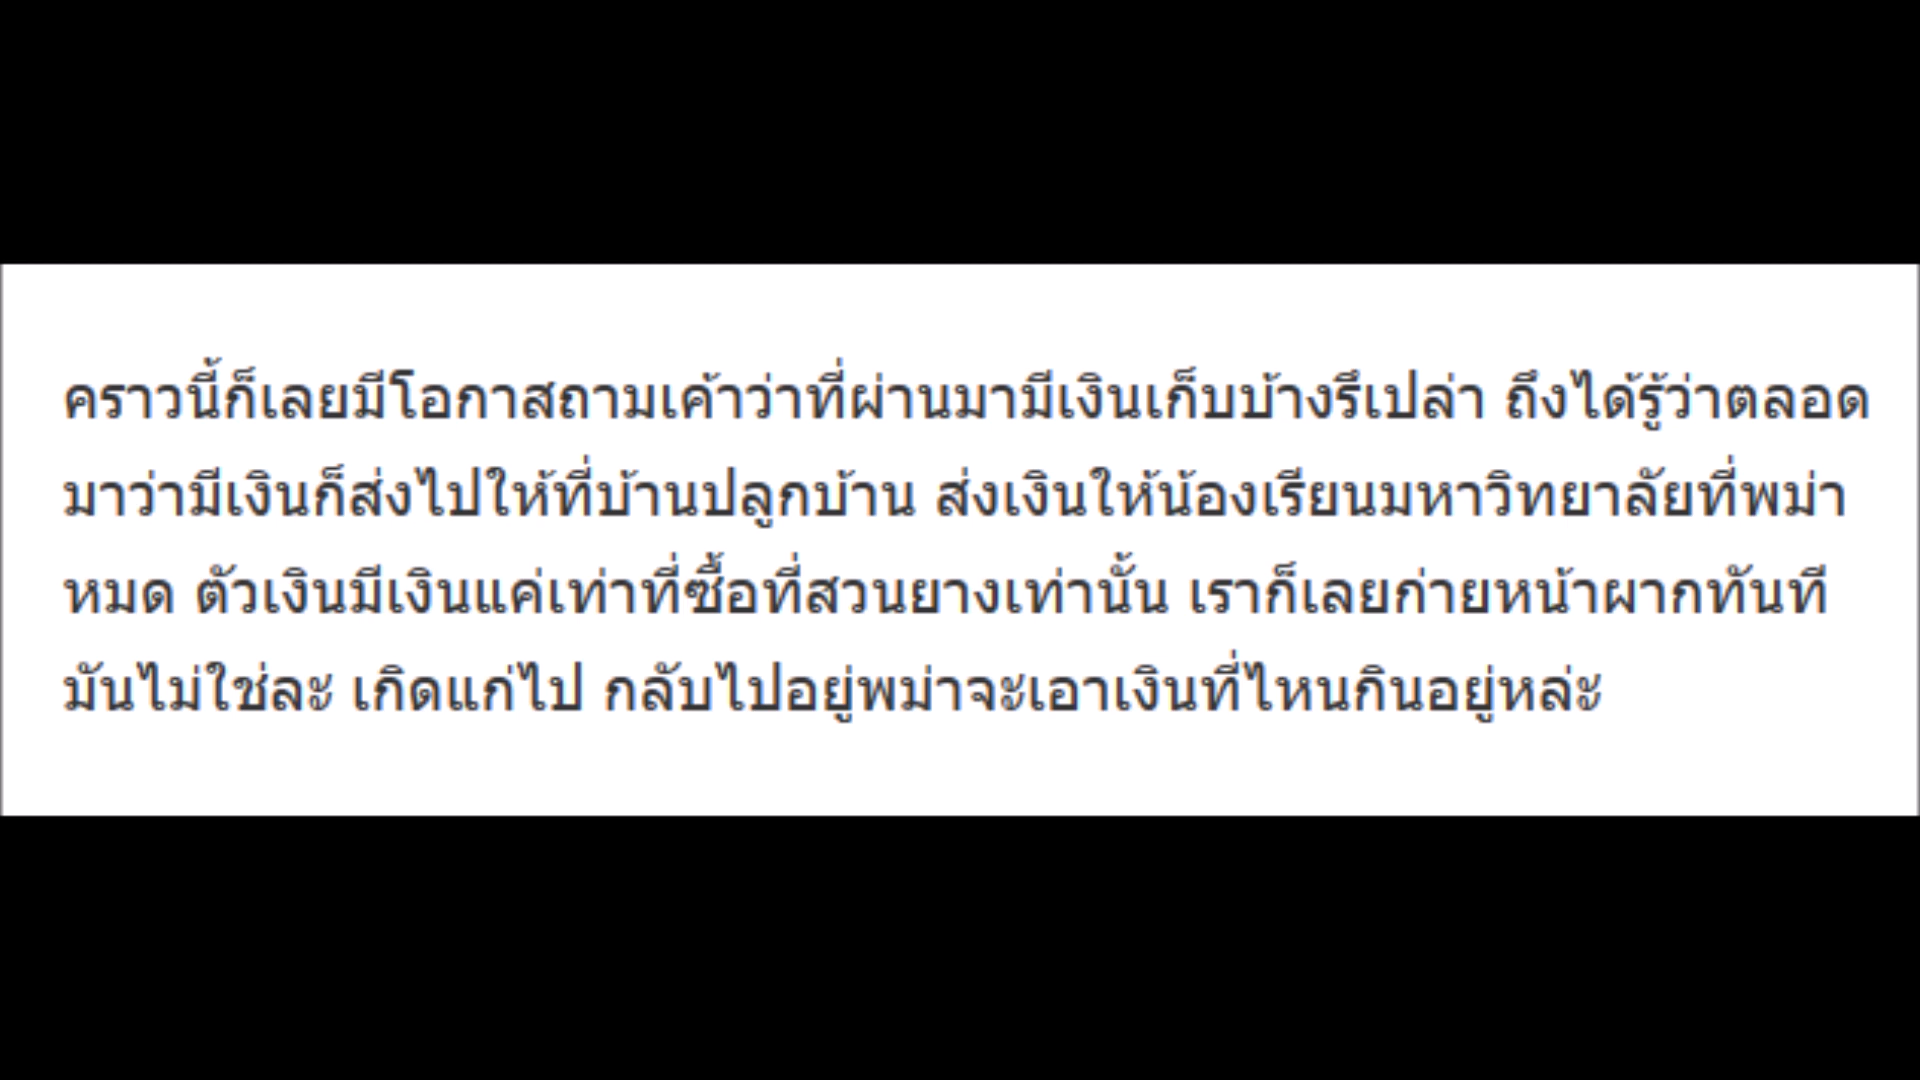 คราวนี้ก็เลยมีโอกาสถามเค้าว่าที่ผ่านมามีเงินเก็บบ้างรึเปล่า ถึงได้รู้ว่าตลอด
มาว่ามีเงินก็ส่งไปให้ที่บ้านปลูกบ้าน ส่งเงินให้น้องเรียนมหาวิทยาลัยที่พม่า
หมด ตัวเงินมีเงินแค่เท่าที่ซื้อที่สวนยางเท่านั้น เราก็เลยก่ายหน้าผากทันที
มันไม่ใช่ละ เกิดแก่ไป กลับไปอยู่พม่าจะเอาเงินที่ไหนกินอยู่หล่ะ